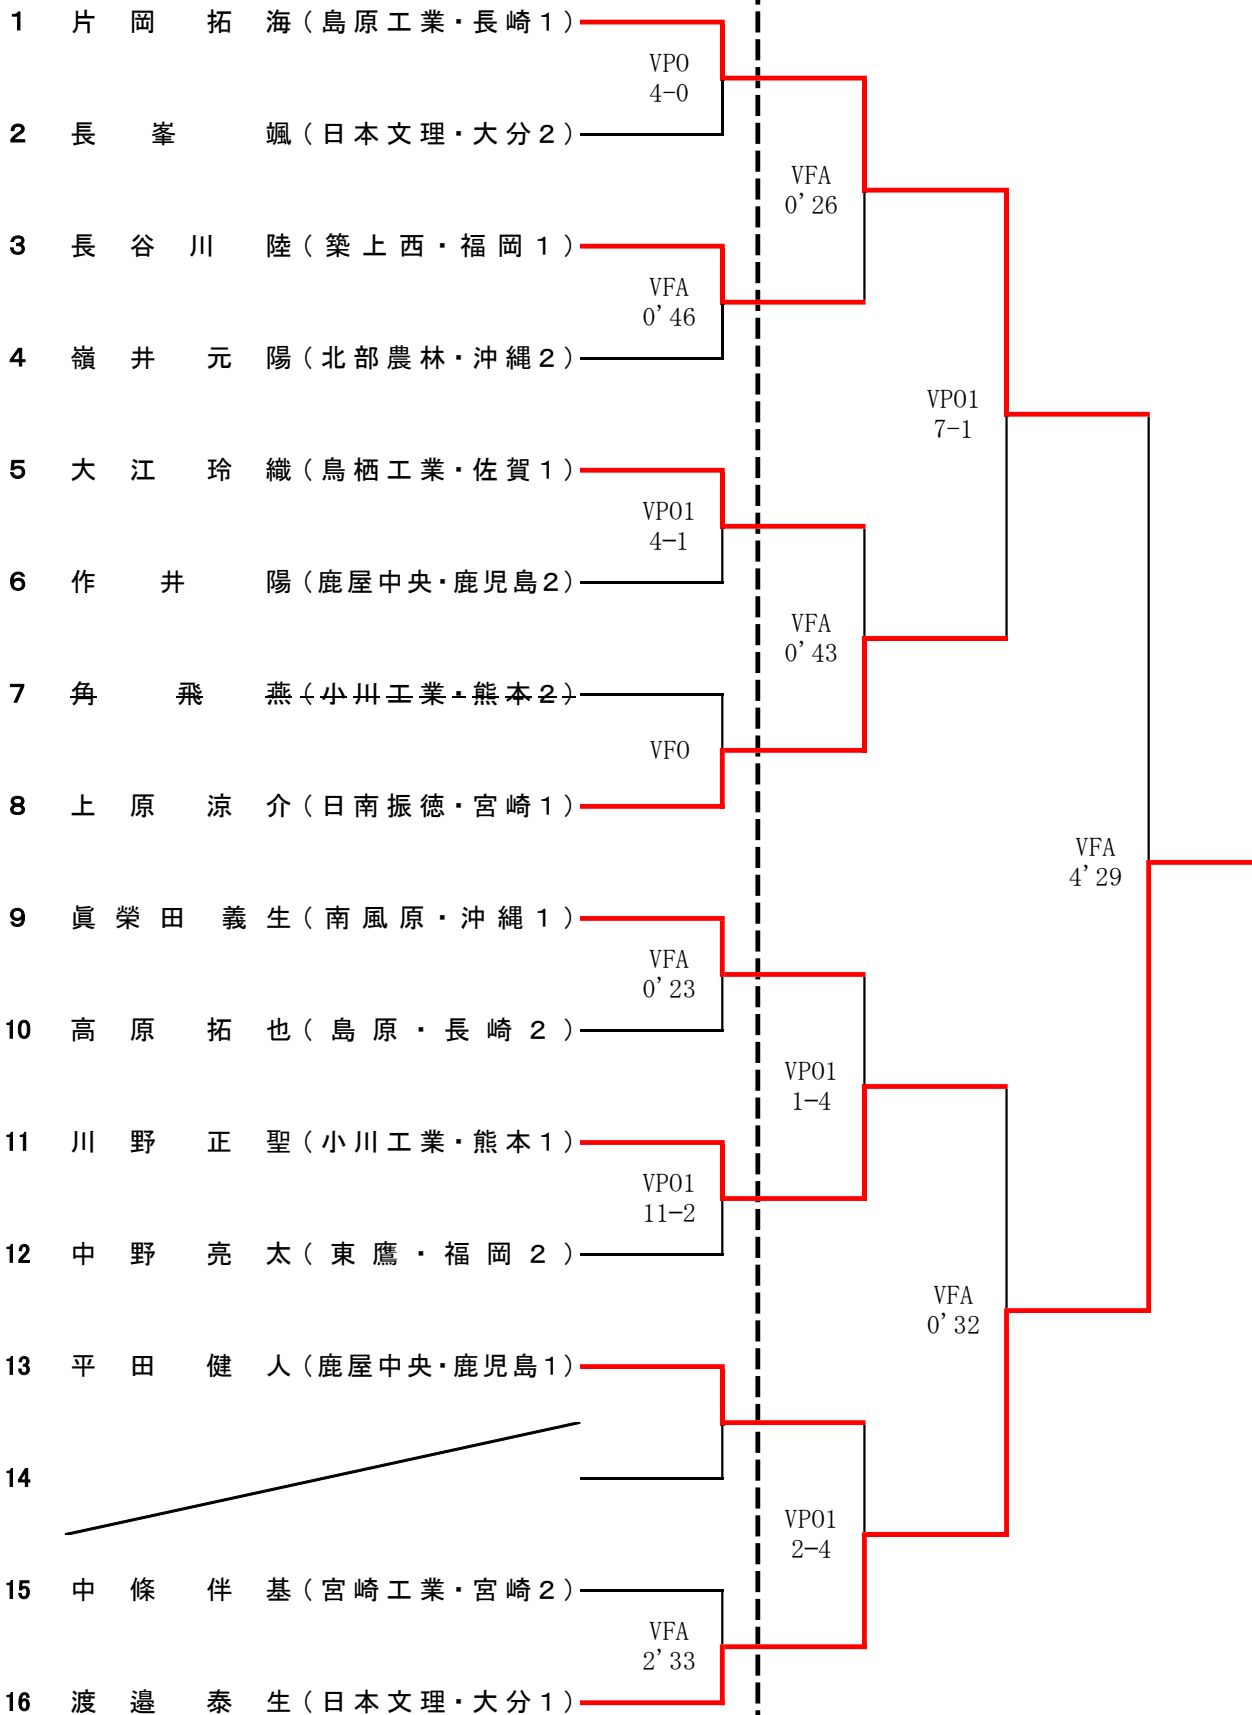 1 片岡 拓海(島原工業・長崎1)
VPO
4-0
2 長峯 颯(日本文理・大分2)
VFA
0'26
3 長谷川 陸(築上西・福岡1)
VFA
0'46
4 嶺井 元陽(北部農林・沖縄2)
VPO1
7-1
5 大江 玲織(鳥栖工業・佐賀1)
VPO1
4-1
6 作井 陽(鹿屋中央・鹿児島2)
VFA
0'43
7 角 飛燕(小川工業・熊本2)
VFO
8 上原 涼介(日南振徳・宮崎1)
VFA
4'29
9 眞榮田 義生(南風原・沖縄1)
VFA
0'23
10 高原 拓也(島原・長崎2)
VPO1
1-4
11 川野 正聖(小川工業・熊本1)
VPO1
11-2
12 中野 亮太(東鷹・福岡2)
VFA
0'32
13 平田 健人(鹿屋中央・鹿児島1)
14
VPO1
2-4
15 中條 伴基(宮崎工業・宮崎2)
VFA
2'33
16 渡邉 泰生(日本文理・大分1)